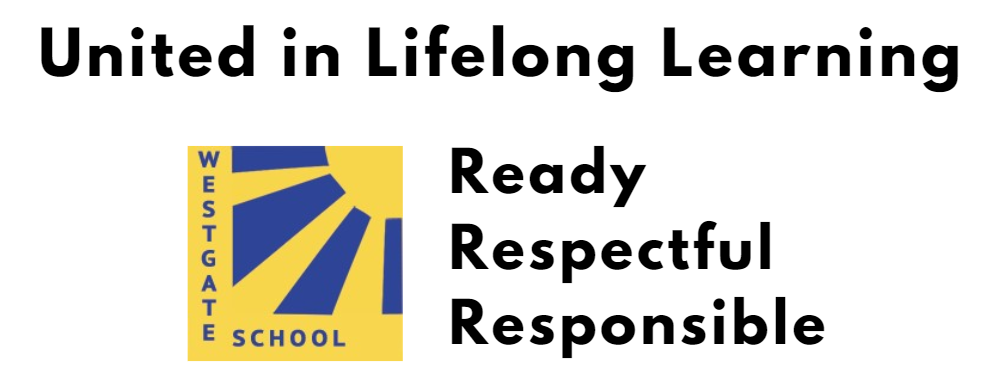 United in Lifelong Learning
WESTGATE
SCHOOL
Ready
Respectful
Responsible